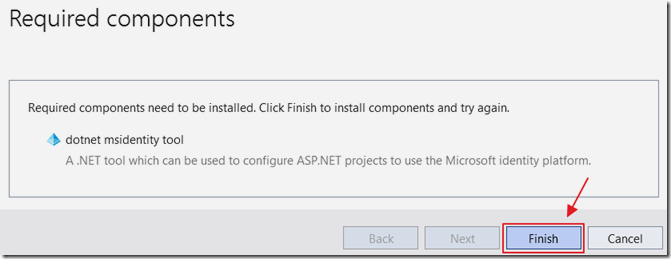 Required components
Required components need to be installed. Click Finish to install components and try again.
dotnet msidentity tool
A .NET tool which can be used to configure ASP.NET projects to use the Microsoft identity platform.
Back
Next
Finish
Cancel